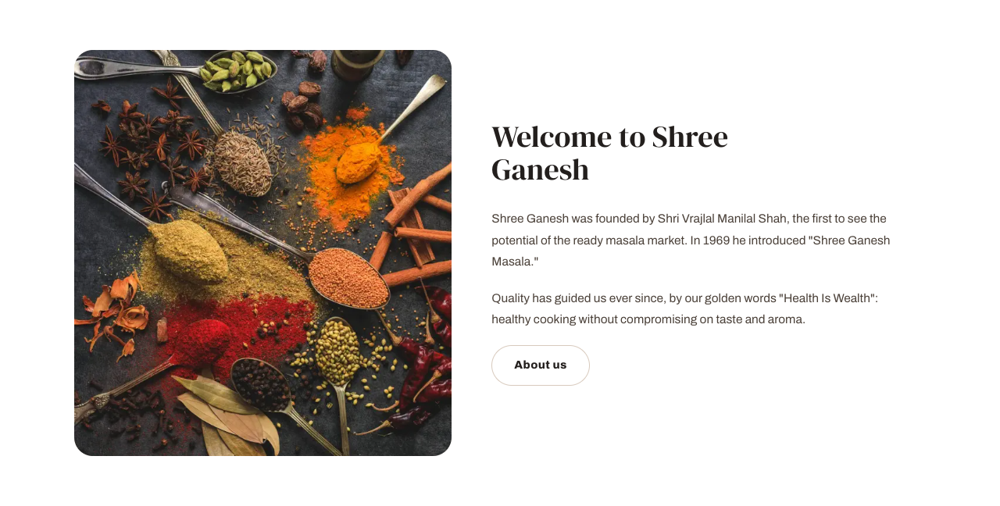 Welcome to Shree
Ganesh
Shree Ganesh was founded by Shri Vrajlal Manilal Shah, the first to see the
potential of the ready masala market. In 1969 he introduced "Shree Ganesh
Masala."
Quality has guided us ever since, by our golden words "Health Is Wealth":
healthy cooking without compromising on taste and aroma.
About us